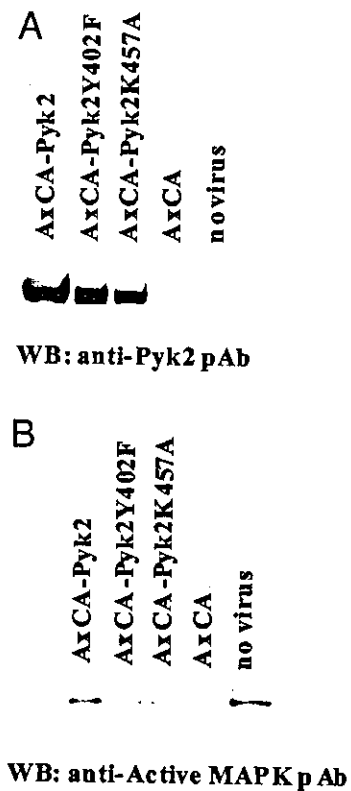 A
AxCA-Pyk2
AxCA-Pyk2Y402F
AxCA-Pyk2K457A
AxCA
no virus
WB: anti-Pyk2 pAb
B
AxCA-Pyk2
AxCA-Pyk2Y402F
AxCA-Pyk2K457A
AxCA
no virus
WB: anti-Active MAPK pAb